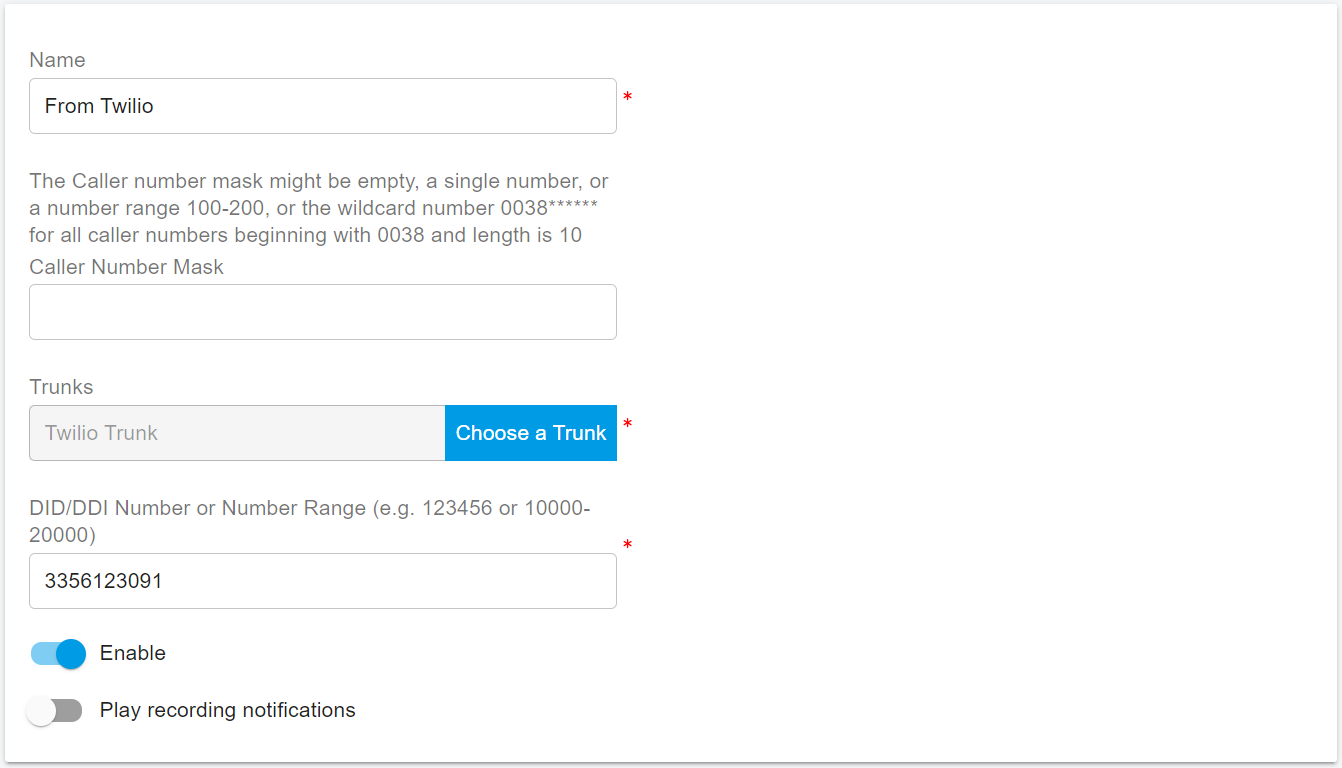 Name
From Twilio
*
The Caller number mask might be empty, a single number, or
a number range 100-200, or the wildcard number 0038******
for all caller numbers beginning with 0038 and length is 10
Caller Number Mask
Trunks
Twilio Trunk
Choose a Trunk
*
DID/DDI Number or Number Range (e.g. 123456 or 10000-
20000)
*
3356123091
Enable
Play recording notifications